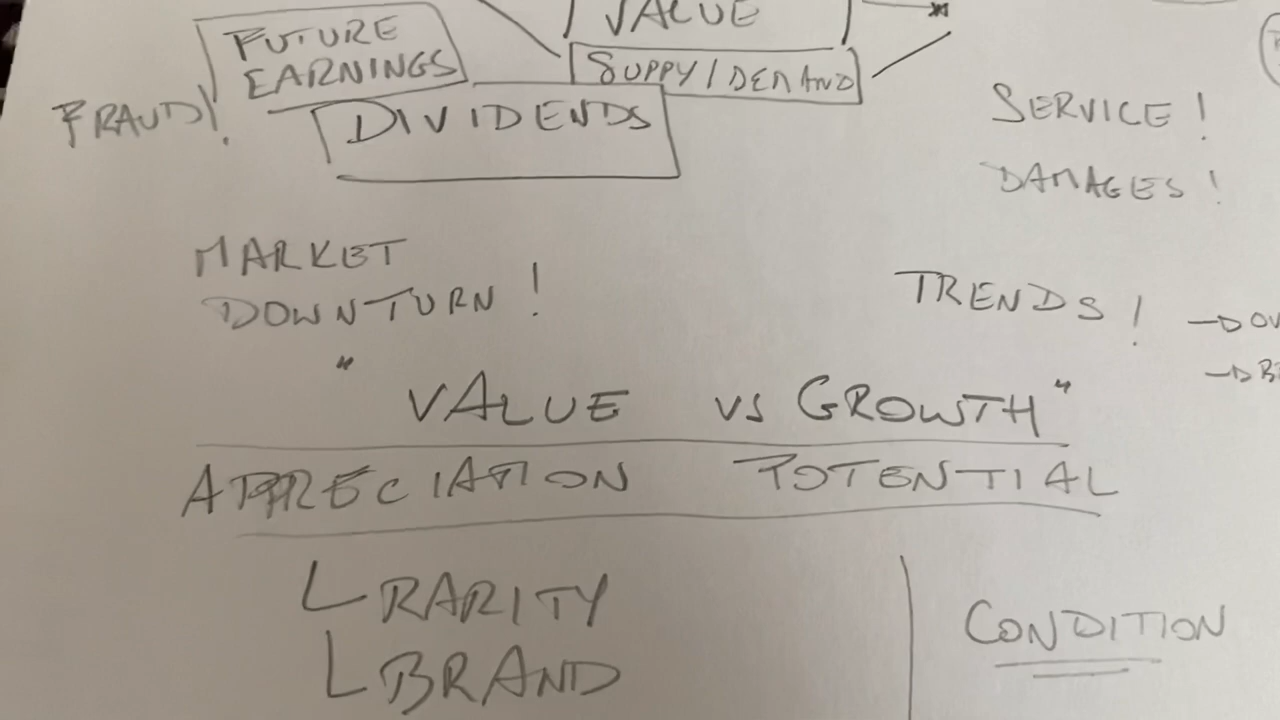 VALUE
FUTURE
EARNINGS
SUPPY/DEMAND
FRAUD!
DIVIDENDS
SERVICE!
DAMAGES!
MARKET
DOWNTURN!
TRENDS!
"VALUE vs GROWTH"
APPRECIATION POTENTIAL
RARITY
BRAND
CONDITION